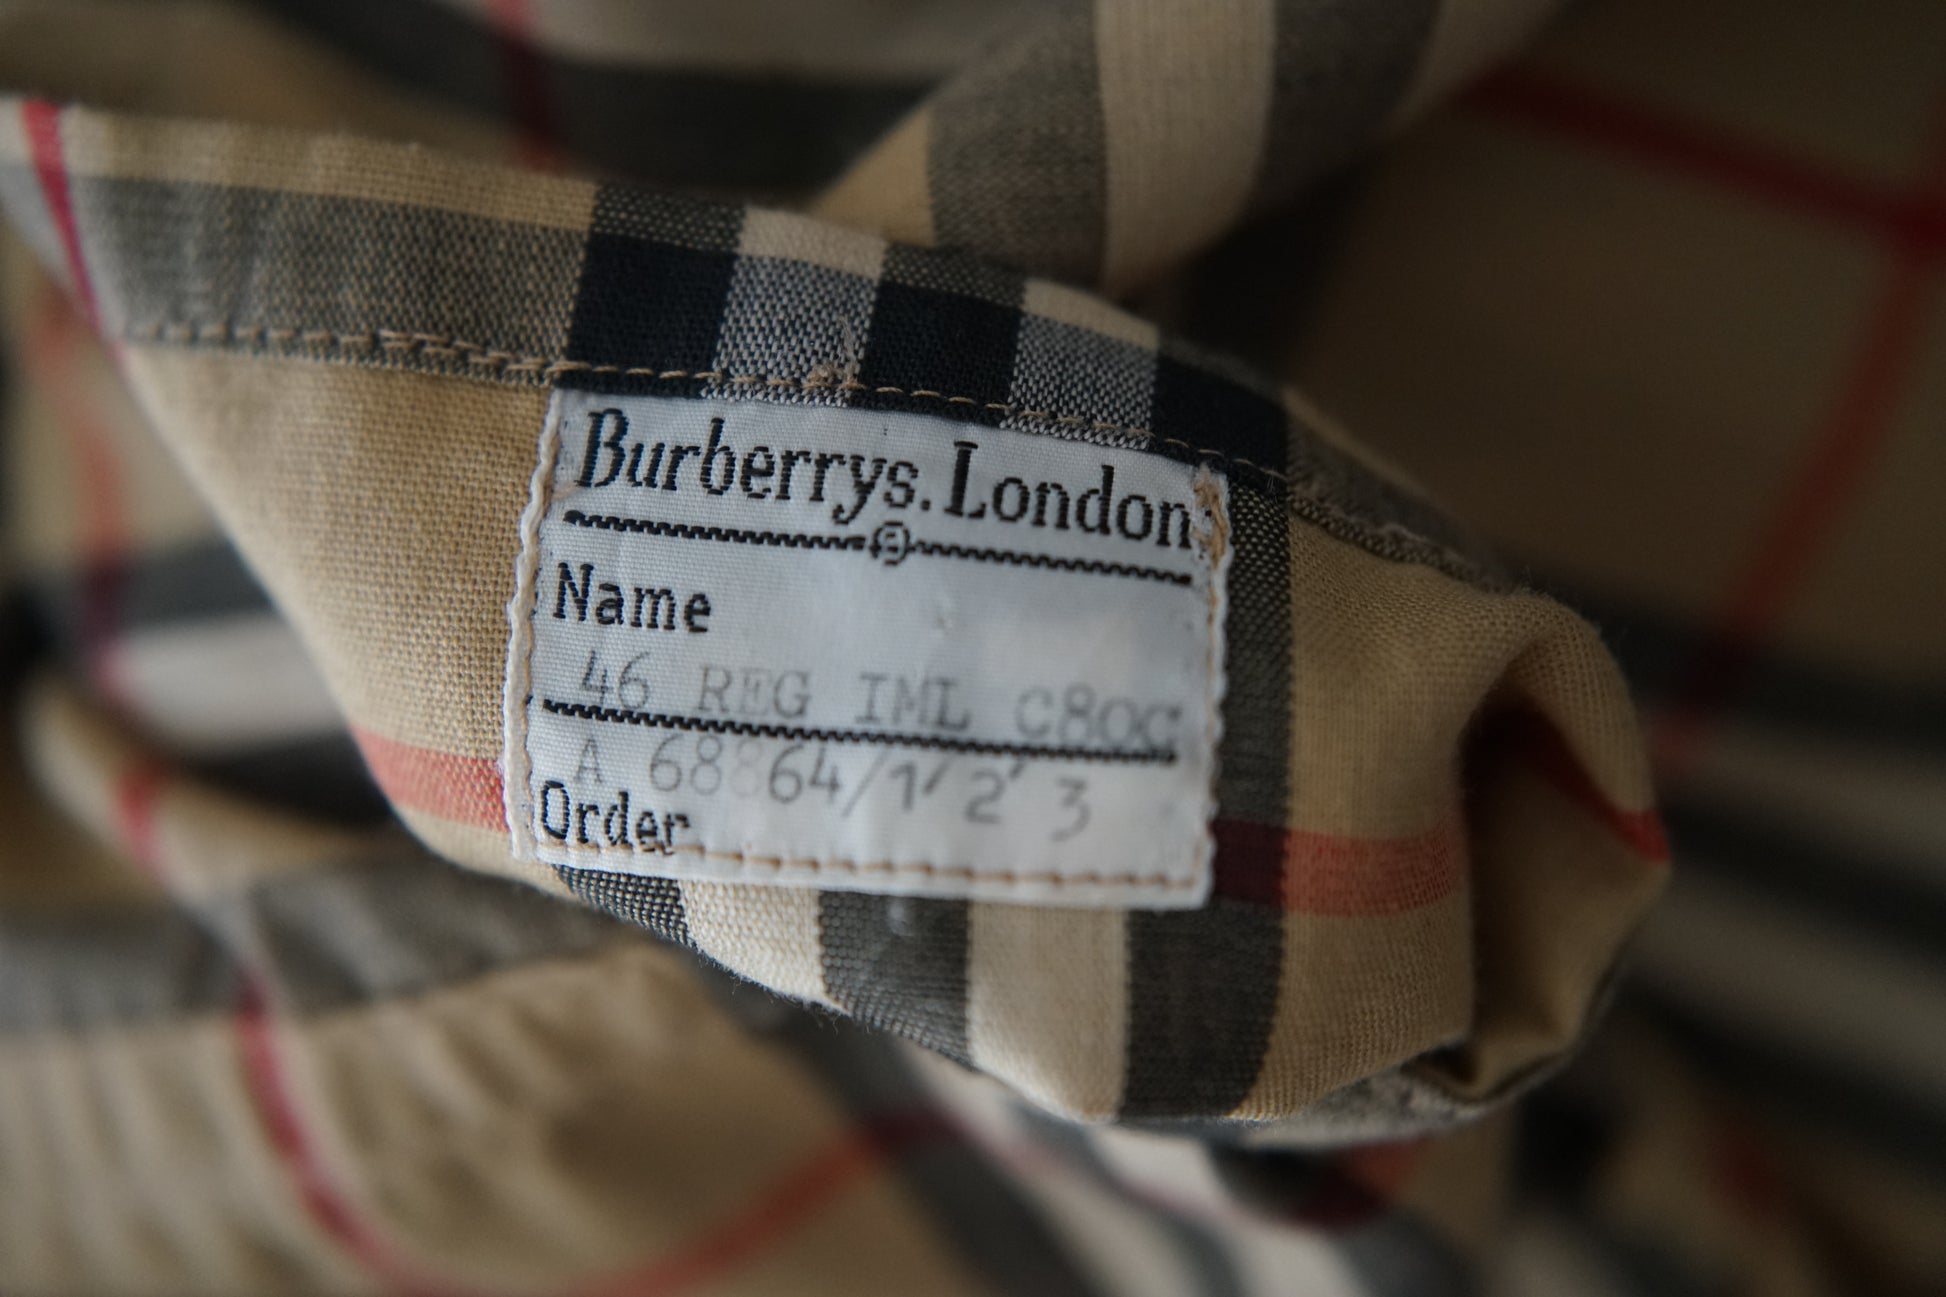 Burberrys. London
B
Name
46 REG IML C80C
A 68864/1'2' 3
Order